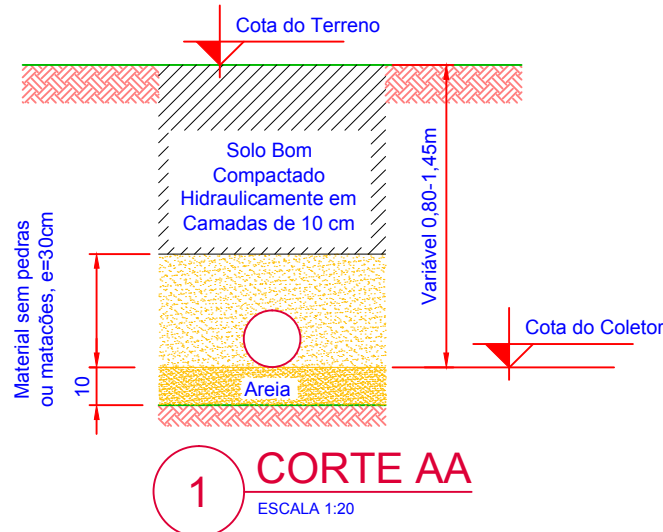 Cota do Terreno
Solo Bom
Compactado
Hidraulicamente em
Camadas de 10 cm
Variável 0,80-1,45m
Material sem pedras
ou matacões, e=30cm
10
Cota do Coletor
Areia
1
CORTE AA
ESCALA 1:20